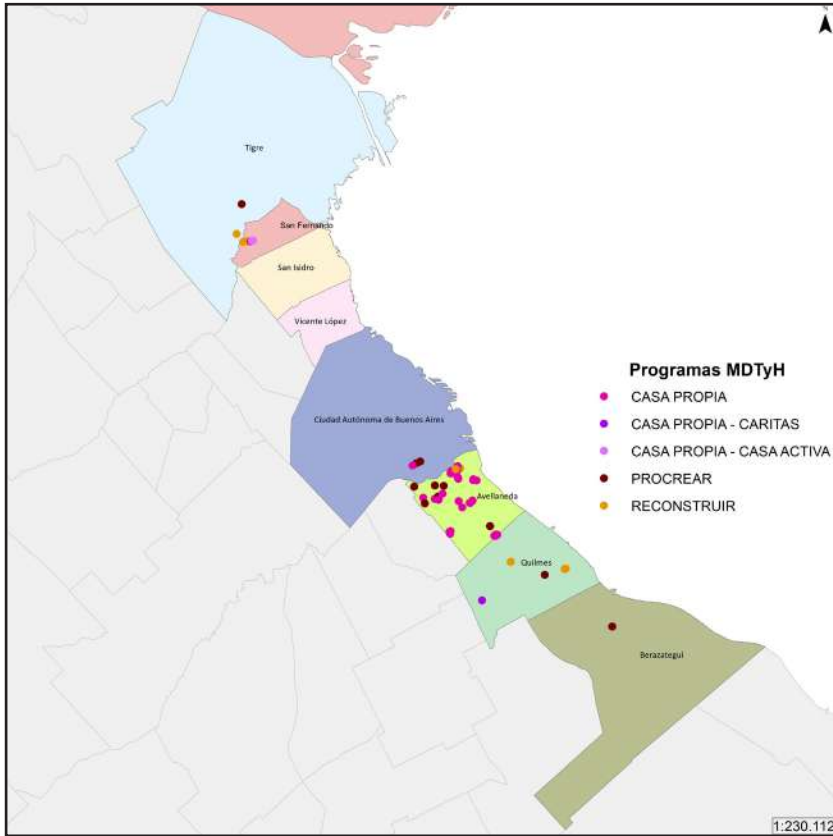 Tigre
San Fernando
San Isidro
Vicente López
Ciudad Autónoma de Buenos Aires
Avellaneda
Quilmes
Berazategui
Programas MDTyH
CASA PROPIA
CASA PROPIA - CARITAS
CASA PROPIA - CASA ACTIVA
PROCREAR
RECONSTRUIR
1:230.112